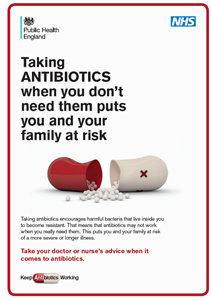 Public Health
England
NHS
Taking
ANTIBIOTICS
when you don't
need them puts
you and your
family at risk
Taking antibiotics encourages harmful bacteria that live inside you
to become resistant. That means that antibiotics may not work
when you really need them. This puts you and your family at risk
of a more severe or longer illness.
Take your doctor or nurse's advice when it
comes to antibiotics.
Keep Antibiotics Working